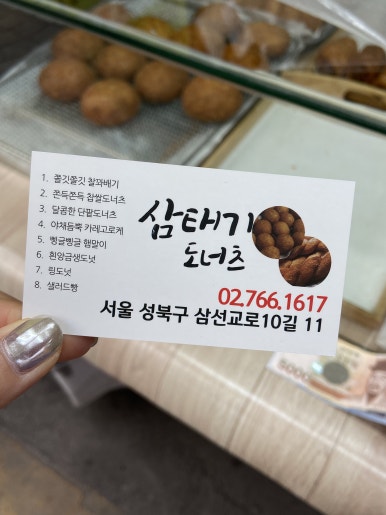 1. 쫄깃쫄깃 찰꽈배기
2. 쫀득쫀득 찹쌀도너츠
3. 달콤한 단팥도너츠
4. 야채듬뿍 카레고로케
5. 빵글빵글 햄말이
6. 흰앙금생도넛
7. 링도넛
8. 샐러드빵
삼태기
도너츠
02.766.1617
서울 성북구 삼선교로10길 11
5000